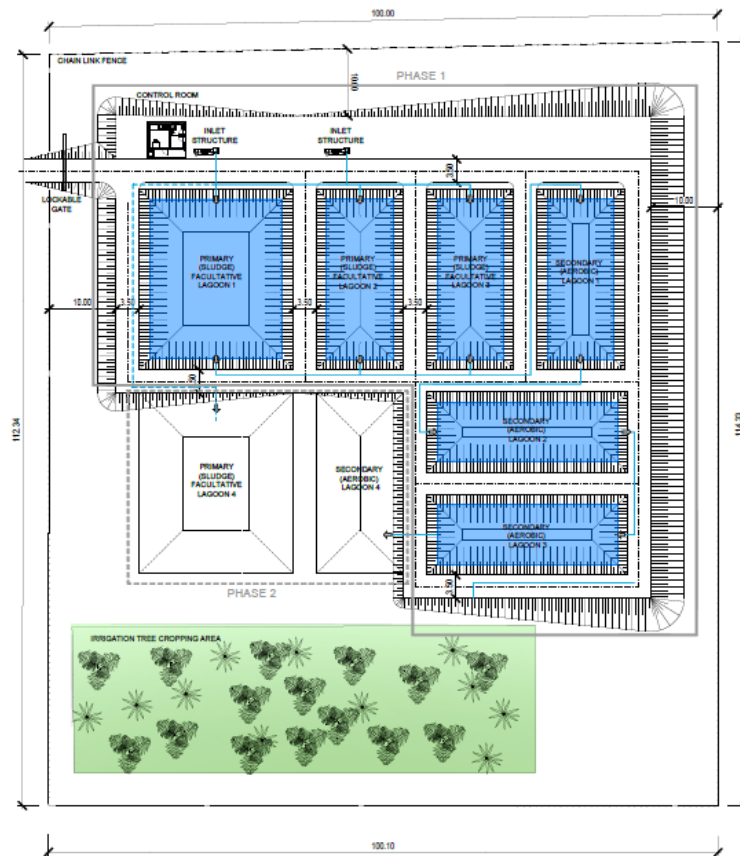 100.00
CHAIN LINK FENCE
10.00
PHASE 1
CONTROL ROOM
INLET
STRUCTURE
INLET
STRUCTURE
3.50
LOCKABLE
GATE
10.00
PRIMARY
(SLUDGE)
FACULTATIVE
LAGOON 1
PRIMARY
(SLUDGE)
FACULTATIVE
LAGOON 2
PRIMARY
(SLUDGE)
FACULTATIVE
LAGOON 3
SECONDARY
(AEROBIC)
LAGOON 1
10.00
3.50
3.50
3.50
SECONDARY
(AEROBIC)
LAGOON 2
112.34
PRIMARY
(SLUDGE)
FACULTATIVE
LAGOON 4
SECONDARY
(AEROBIC)
LAGOON 4
SECONDARY
(AEROBIC)
LAGOON 3
3.50
PHASE 2
IRRIGATION TREE CROPPING AREA
100.10